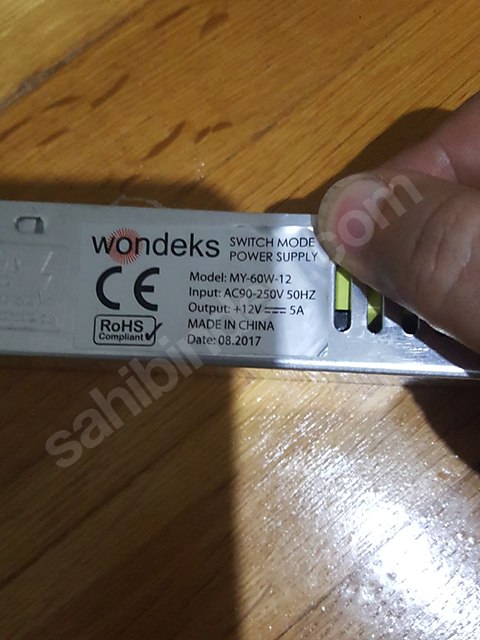 wondeks
SWITCH MODE
POWER SUPPLY
CE
Model: MY-60W-12
Input: AC90-250V 50HZ
Output: +12V⎓ 5A
MADE IN CHINA
Date: 08.2017
RoHS
Compliant
sahibinden.com